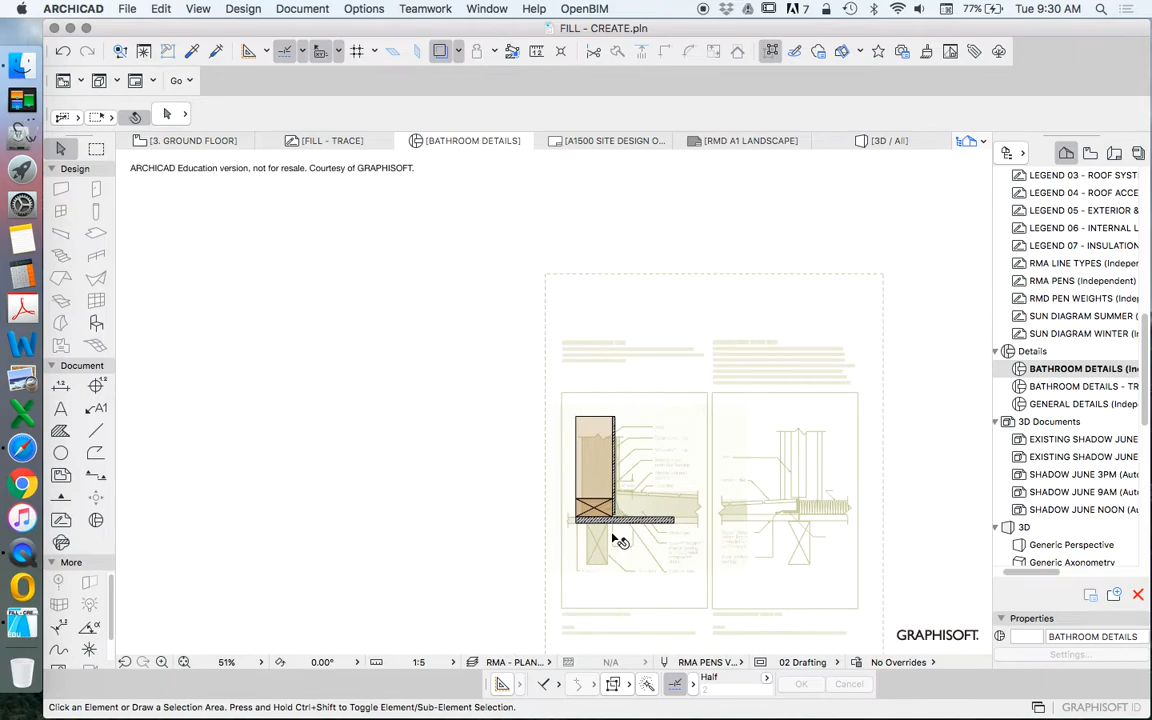 ARCHICAD File Edit View Design Document Options Teamwork Window Help OpenBIM 7 77% Tue 9:30 AM
FILL - CREATE.pln
Go
[3. GROUND FLOOR] [FILL - TRACE] [BATHROOM DETAILS] [A1500 SITE DESIGN O... [RMD A1 LANDSCAPE] [3D / All]
ARCHICAD Education version, not for resale. Courtesy of GRAPHISOFT.
Design
LEGEND 03 - ROOF SYST
LEGEND 04 - ROOF ACCE
LEGEND 05 - EXTERIOR &
LEGEND 06 - INTERNAL L
LEGEND 07 - INSULATION
RMA LINE TYPES (Indepen
RMA PENS (Independent)
RMD PEN WEIGHTS (Indep
SUN DIAGRAM SUMMER (
SUN DIAGRAM WINTER (In
Details
BATHROOM DETAILS (In
BATHROOM DETAILS - TR
GENERAL DETAILS (Indep
3D Documents
EXISTING SHADOW JUNE
EXISTING SHADOW JUNE
SHADOW JUNE 3PM (Auto
SHADOW JUNE 9AM (Auto
SHADOW JUNE NOON (Aut
3D
Generic Perspective
Generic Axonometry
Document
1.2
A A1
More
Properties
BATHROOM DETAILS
Settings...
GRAPHISOFT.
51% 0.00° 1:5 RMA - PLAN... N/A RMA PENS V... 02 Drafting No Overrides
Half
2
OK Cancel
Click an Element or Draw a Selection Area. Press and Hold Ctrl+Shift to Toggle Element/Sub-Element Selection.
GRAPHISOFT ID